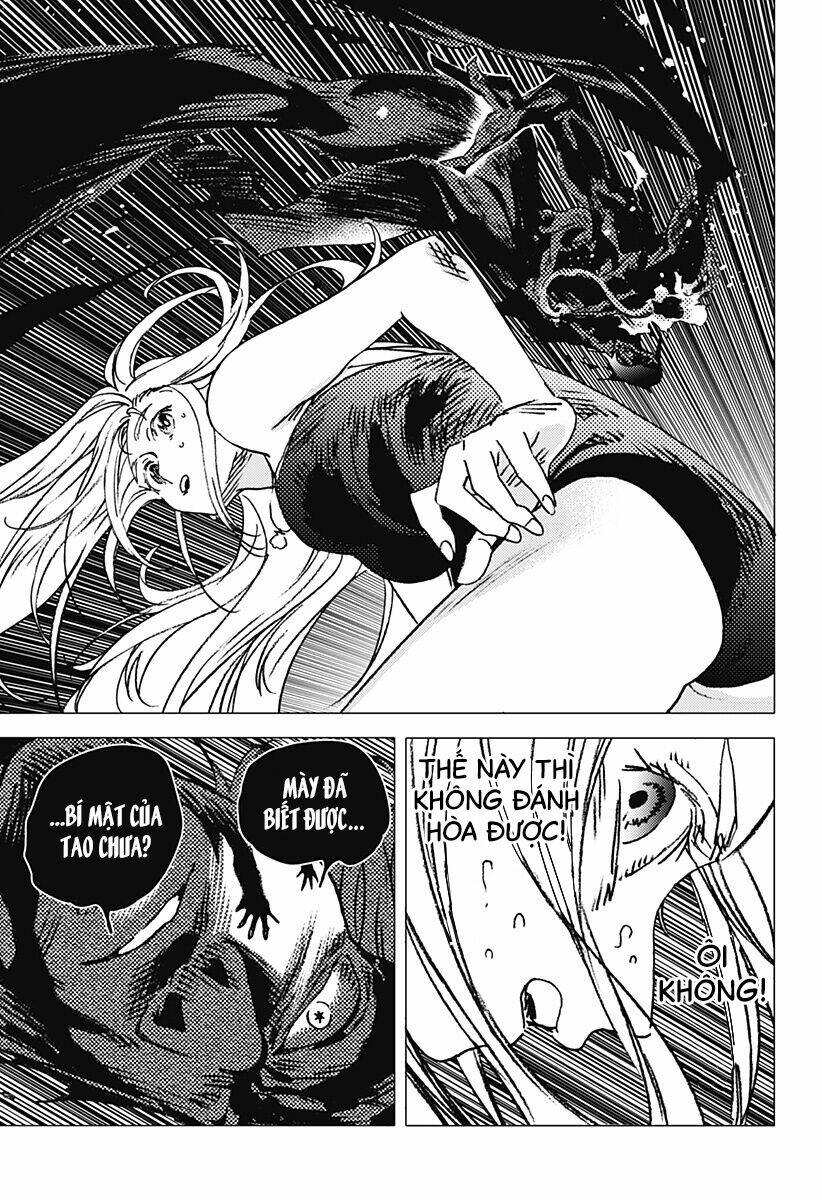 THẾ NÀY THÌ
KHÔNG ĐÁNH
HÒA ĐƯỢC!
ÔI
KHÔNG!
MÀY ĐÃ
BIẾT ĐƯỢC...
...BÍ MẬT CỦA
TAO CHƯA?